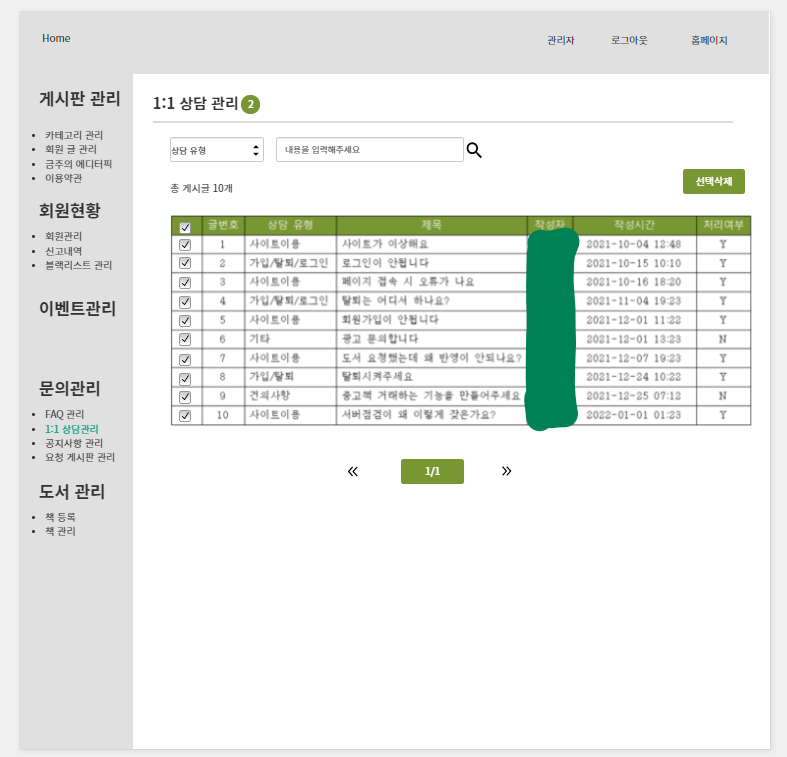 Home 관리자 로그아웃 홈페이지
게시판 관리
카테고리 관리
회원 글 관리
금주의 에디터픽
이용약관
회원현황
회원관리
신고내역
블랙리스트 관리
이벤트관리
문의관리
FAQ 관리
1:1 상담관리
공지사항 관리
요청 게시판 관리
도서 관리
책 등록
책 관리
1:1 상담 관리 2
상담 유형 내용을 입력해주세요
총 게시글 10개 선택삭제
글번호 상담 유형 제목 작성자 작성시간 처리여부
1 사이트이용 사이트가 이상해요 2021-10-04 12:48 Y
2 가입/탈퇴/로그인 로그인이 안됩니다 2021-10-15 10:10 Y
3 사이트이용 페이지 접속 시 오류가 나요 2021-10-16 18:20 Y
4 가입/탈퇴/로그인 탈퇴는 어디서 하나요? 2021-11-04 19:23 Y
5 사이트이용 회원가입이 안됩니다 2021-12-01 11:22 Y
6 기타 광고 문의합니다 2021-12-01 13:23 N
7 사이트이용 도서 요청했는데 왜 반영이 안되나요? 2021-12-07 19:23 Y
8 가입/탈퇴 탈퇴시켜주세요 2021-12-24 10:22 Y
9 건의사항 중고책 거래하는 기능을 만들어주세요 2021-12-25 07:12 N
10 사이트이용 서버점검이 왜 이렇게 잦은가요? 2022-01-01 01:23 Y
« 1/1 »